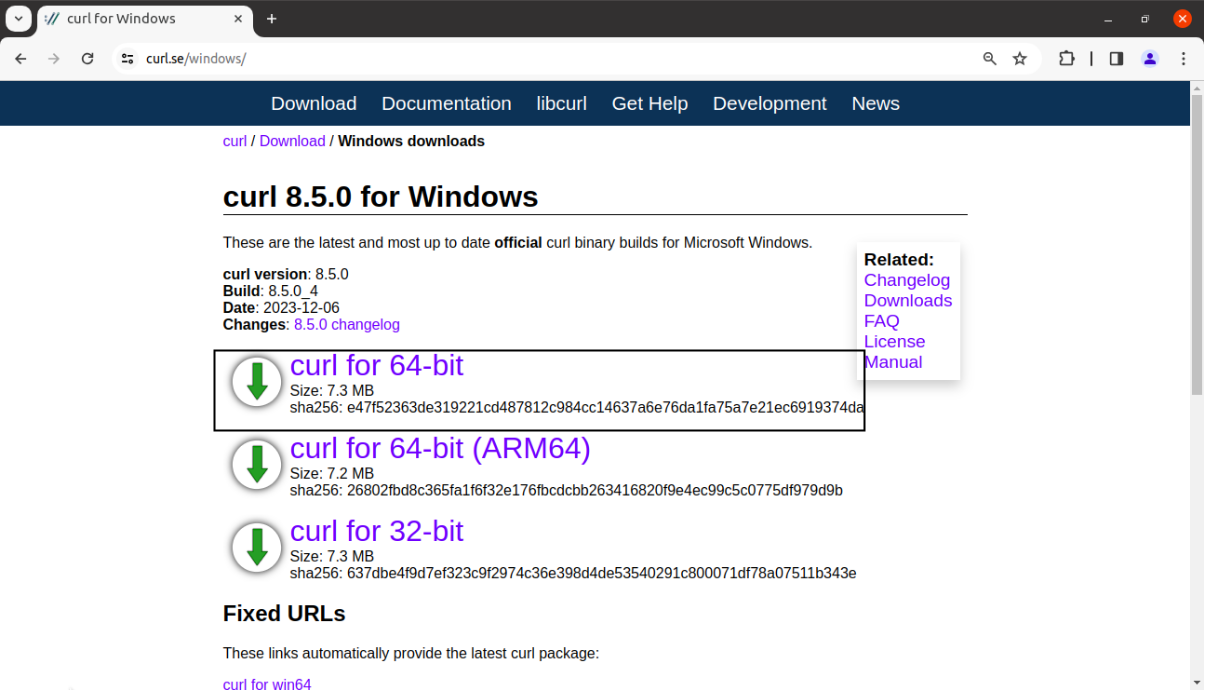 curl for Windows
curl.se/windows/
Download Documentation libcurl Get Help Development News
curl / Download / Windows downloads
curl 8.5.0 for Windows
These are the latest and most up to date official curl binary builds for Microsoft Windows.
curl version: 8.5.0
Build: 8.5.0_4
Date: 2023-12-06
Changes: 8.5.0 changelog
Related:
Changelog
Downloads
FAQ
License
Manual
curl for 64-bit
Size: 7.3 MB
sha256: e47f52363de319221cd487812c984cc14637a6e76da1fa75a7e21ec6919374da
curl for 64-bit (ARM64)
Size: 7.2 MB
sha256: 26802fbd8c365fa1f6f32e176fbcdcbb263416820f9e4ec99c5c0775df979d9b
curl for 32-bit
Size: 7.3 MB
sha256: 637dbe4f9d7ef323c9f2974c36e398d4de53540291c800071df78a07511b343e
Fixed URLs
These links automatically provide the latest curl package:
curl for win64